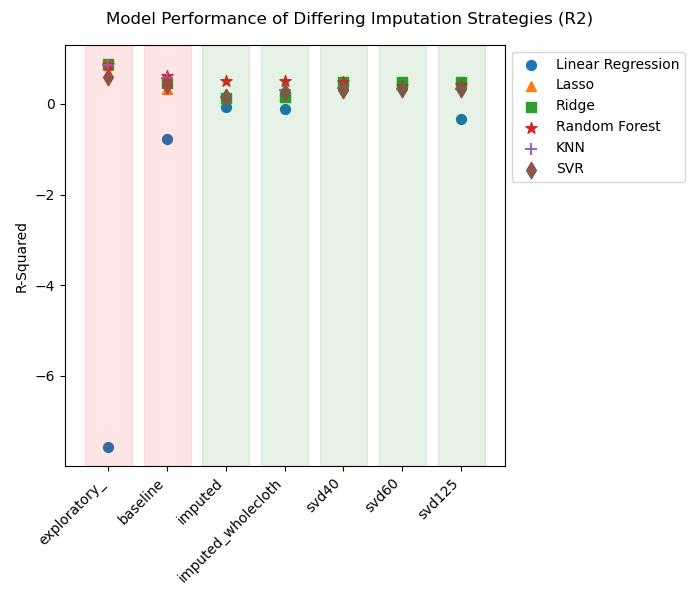 Model Performance of Differing Imputation Strategies (R2)
Linear Regression
Lasso
Ridge
Random Forest
KNN
SVR
R-Squared
0
−2
−4
−6
exploratory_
baseline
imputed
imputed_wholecloth
svd40
svd60
svd125